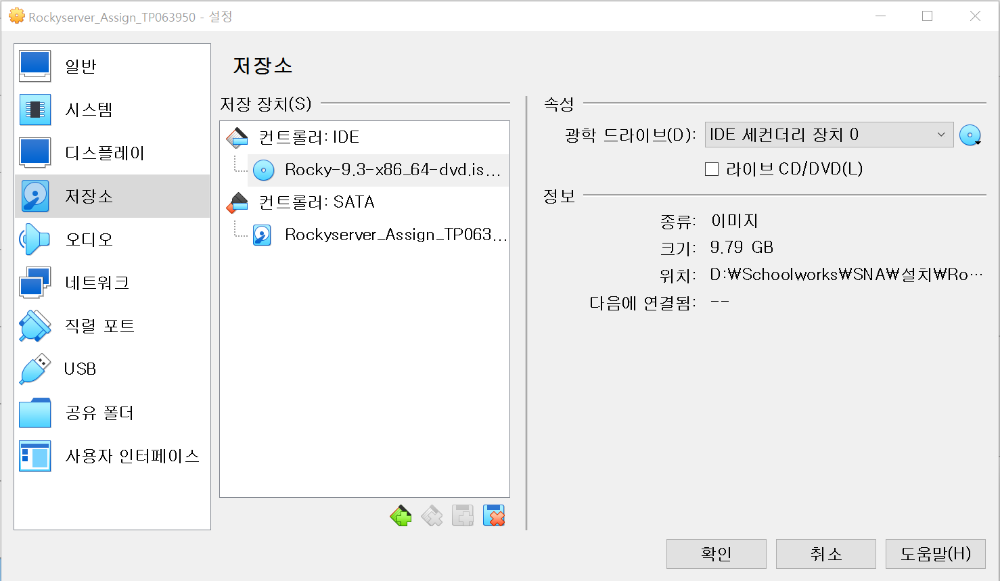 Rockyserver_Assign_TP063950 - 설정
일반
시스템
디스플레이
저장소
오디오
네트워크
직렬 포트
USB
공유 폴더
사용자 인터페이스
저장소
저장 장치(S)
컨트롤러: IDE
Rocky-9.3-x86_64-dvd.is...
컨트롤러: SATA
Rockyserver_Assign_TP063...
속성
광학 드라이브(D): IDE 세컨더리 장치 0
라이브 CD/DVD(L)
정보
종류: 이미지
크기: 9.79 GB
위치: D:₩Schoolworks₩SNA₩설치₩Ro…
다음에 연결됨: --
확인 취소 도움말(H)